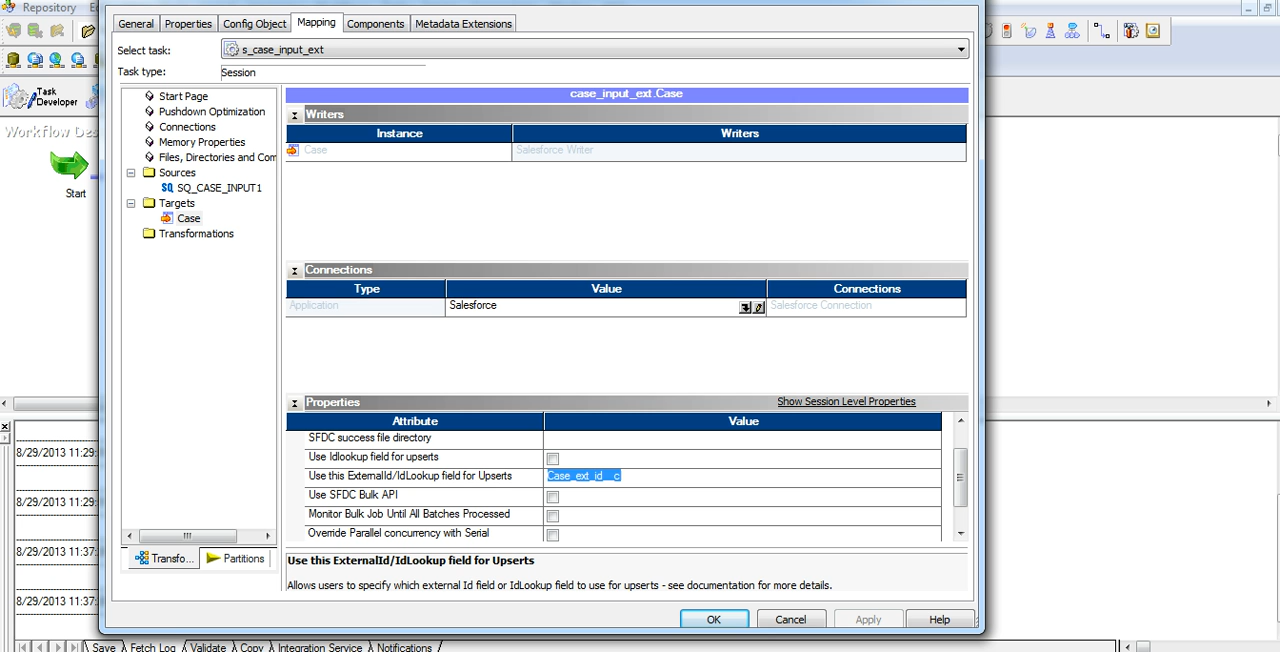 Repository
General
Properties
Config Object
Mapping
Components
Metadata Extensions
Select task:
s_case_input_ext
Task type:
Session
Task
Developer
Workflow Des
Start
Start Page
Pushdown Optimization
Connections
Memory Properties
Files, Directories and Com
Sources
SQ_CASE_INPUT1
Targets
Case
Transformations
Transfo...
Partitions
case_input_ext.Case
Writers
Instance Writers
Case Salesforce Writer
Connections
Type Value Connections
Application Salesforce Salesforce Connection
Properties Show Session Level Properties
Attribute Value
SFDC success file directory
Use Idlookup field for upserts
Use this ExternalId/IdLookup field for Upserts Case_ext_id__c
Use SFDC Bulk API
Monitor Bulk Job Until All Batches Processed
Override Parallel concurrency with Serial
Use this ExternalId/IdLookup field for Upserts
Allows users to specify which external Id field or IdLookup field to use for upserts - see documentation for more details.
8/29/2013 11:29:
8/29/2013 11:29:
8/29/2013 11:37:
8/29/2013 11:37:
OK Cancel Apply Help
Save Fetch Log Validate Copy Integration Service Notifications